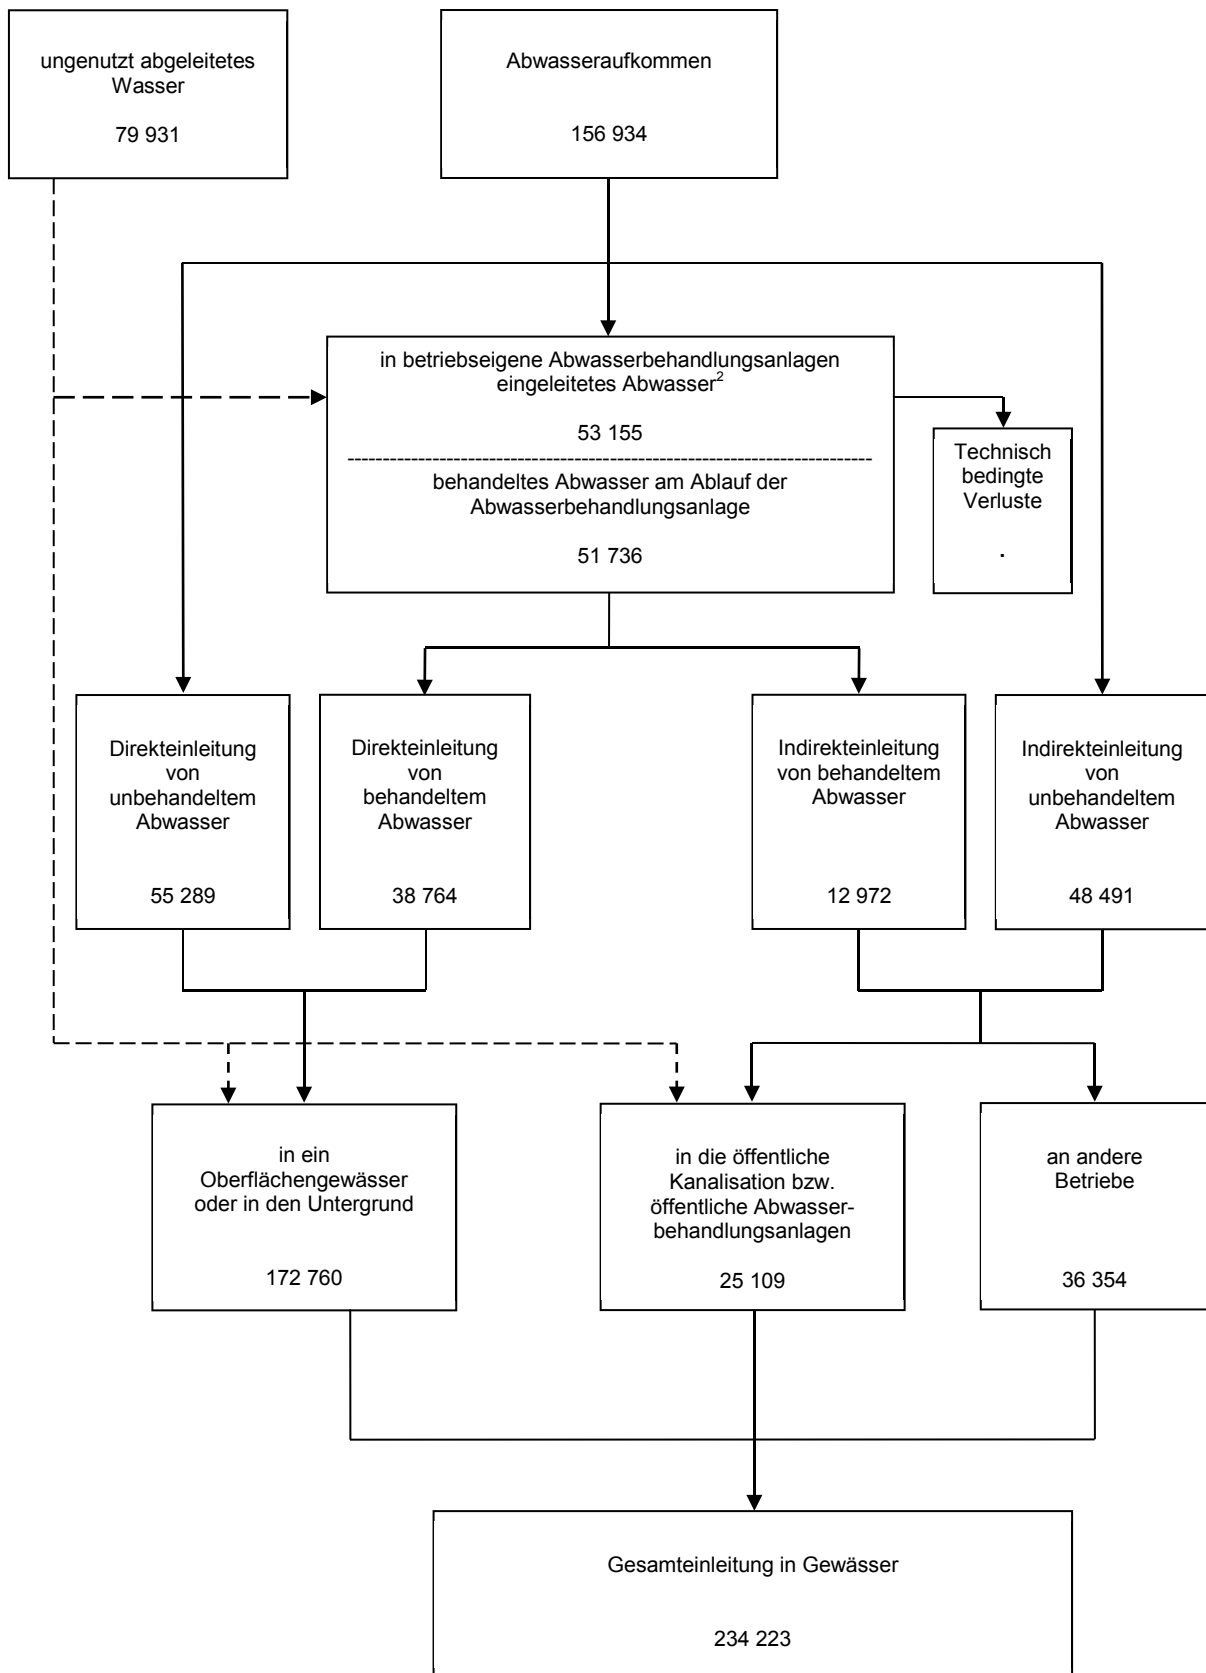 ungenutzt abgeleitetes
Wasser
79 931
Abwasseraufkommen
156 934
in betriebseigene Abwasserbehandlungsanlagen
eingeleitetes Abwasser²
53 155
behandeltes Abwasser am Ablauf der
Abwasserbehandlungsanlage
51 736
Technisch
bedingte
Verluste
.
Direkteinleitung
von
unbehandeltem
Abwasser
55 289
Direkteinleitung
von
behandeltem
Abwasser
38 764
Indirekteinleitung
von behandeltem
Abwasser
12 972
Indirekteinleitung
von
unbehandeltem
Abwasser
48 491
in ein
Oberflächengewässer
oder in den Untergrund
172 760
in die öffentliche
Kanalisation bzw.
öffentliche Abwasser-
behandlungsanlagen
25 109
an andere
Betriebe
36 354
Gesamteinleitung in Gewässer
234 223